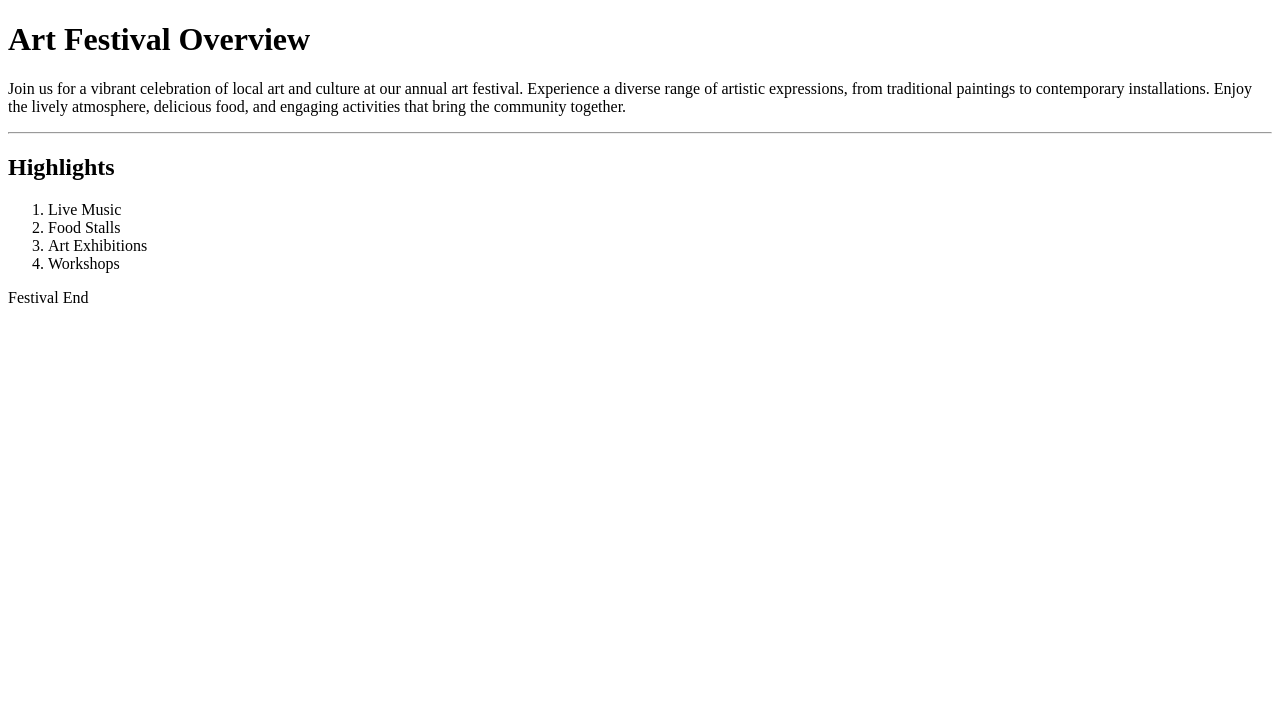 Art Festival Overview
Join us for a vibrant celebration of local art and culture at our annual art festival. Experience a diverse range of artistic expressions, from traditional paintings to contemporary installations. Enjoy
the lively atmosphere, delicious food, and engaging activities that bring the community together.
Highlights
1. Live Music
2. Food Stalls
3. Art Exhibitions
4. Workshops
Festival End